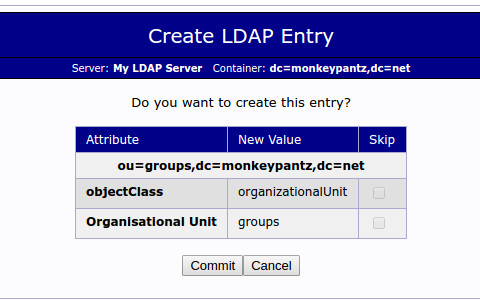 Create LDAP Entry
Server: My LDAP Server Container: dc=monkeypantz,dc=net
Do you want to create this entry?
Attribute New Value Skip
ou=groups,dc=monkeypantz,dc=net
objectClass organizationalUnit
Organisational Unit groups
Commit Cancel